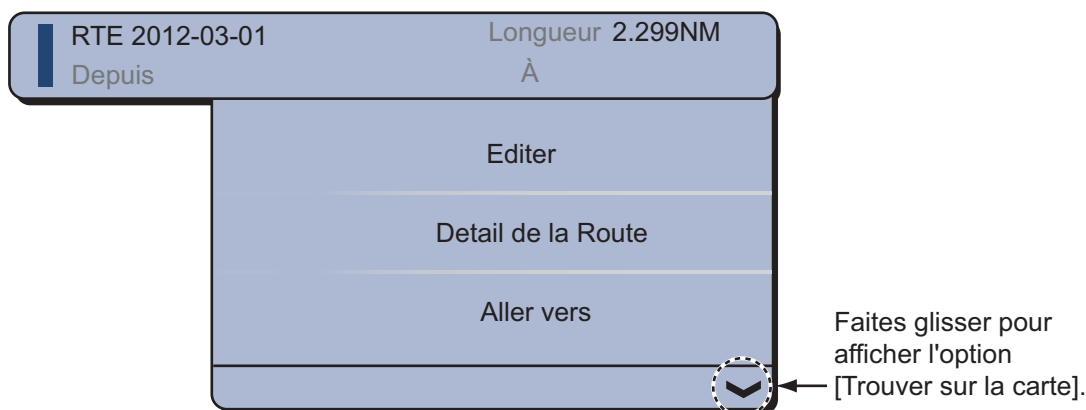 RTE 2012-03-01 Longueur 2.299NM
Depuis À
Editer
Detail de la Route
Aller vers
Faites glisser pour
afficher l'option
[Trouver sur la carte].